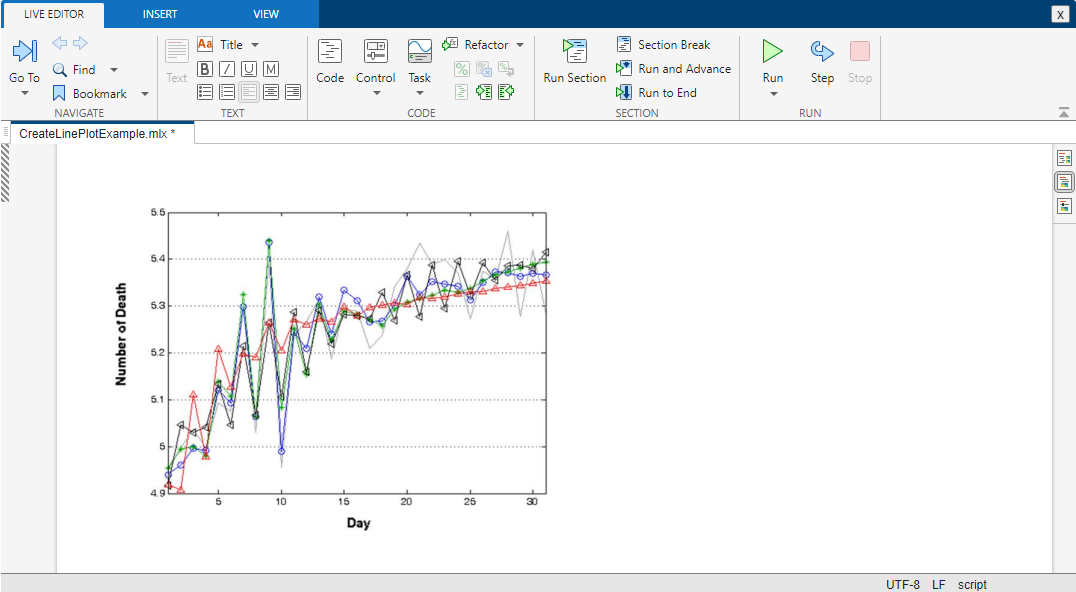 LIVE EDITOR INSERT VIEW X
Aa Title Refactor
Go To Find Text B I U M Code Control Task Run Section Section Break Run Step Stop
Run and Advance
Bookmark Run to End
NAVIGATE TEXT CODE SECTION RUN
CreateLinePlotExample.mlx *
5.5
5.4
5.3
5.2
5.1
5
4.9
Number of Death
5 10 15 20 25 30
Day
UTF-8 LF script